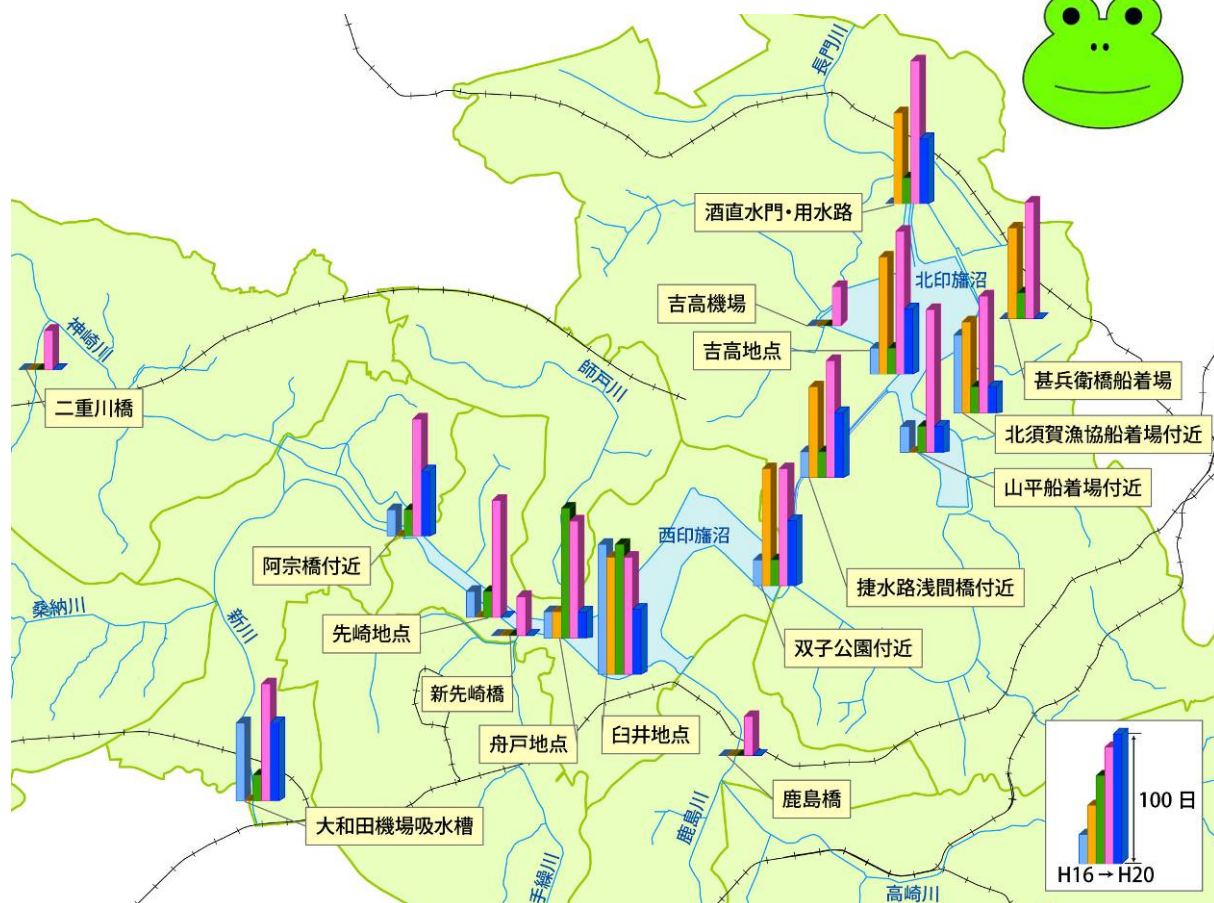 長門川
酒直水門・用水路
北印旛沼
吉高機場
神崎川
吉高地点
甚兵衛橋船着場
師戸川
二重川橋
北須賀漁協船着場付近
山平船着場付近
西印旛沼
阿宗橋付近
捷水路浅間橋付近
桑納川
新川
先崎地点
双子公園付近
新先崎橋
舟戸地点
臼井地点
鹿島橋
100 日
大和田機場吸水槽
鹿島川
手繰川
高崎川
H16 → H20